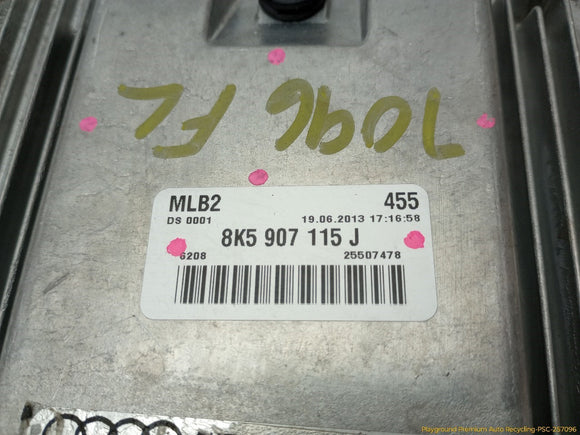 7096 FL
MLB2 455
DS 0001 19.06.2013 17:16:58
8K5 907 115 J
6208 25507478
Playground Premium Auto Recycling-PSC-257096